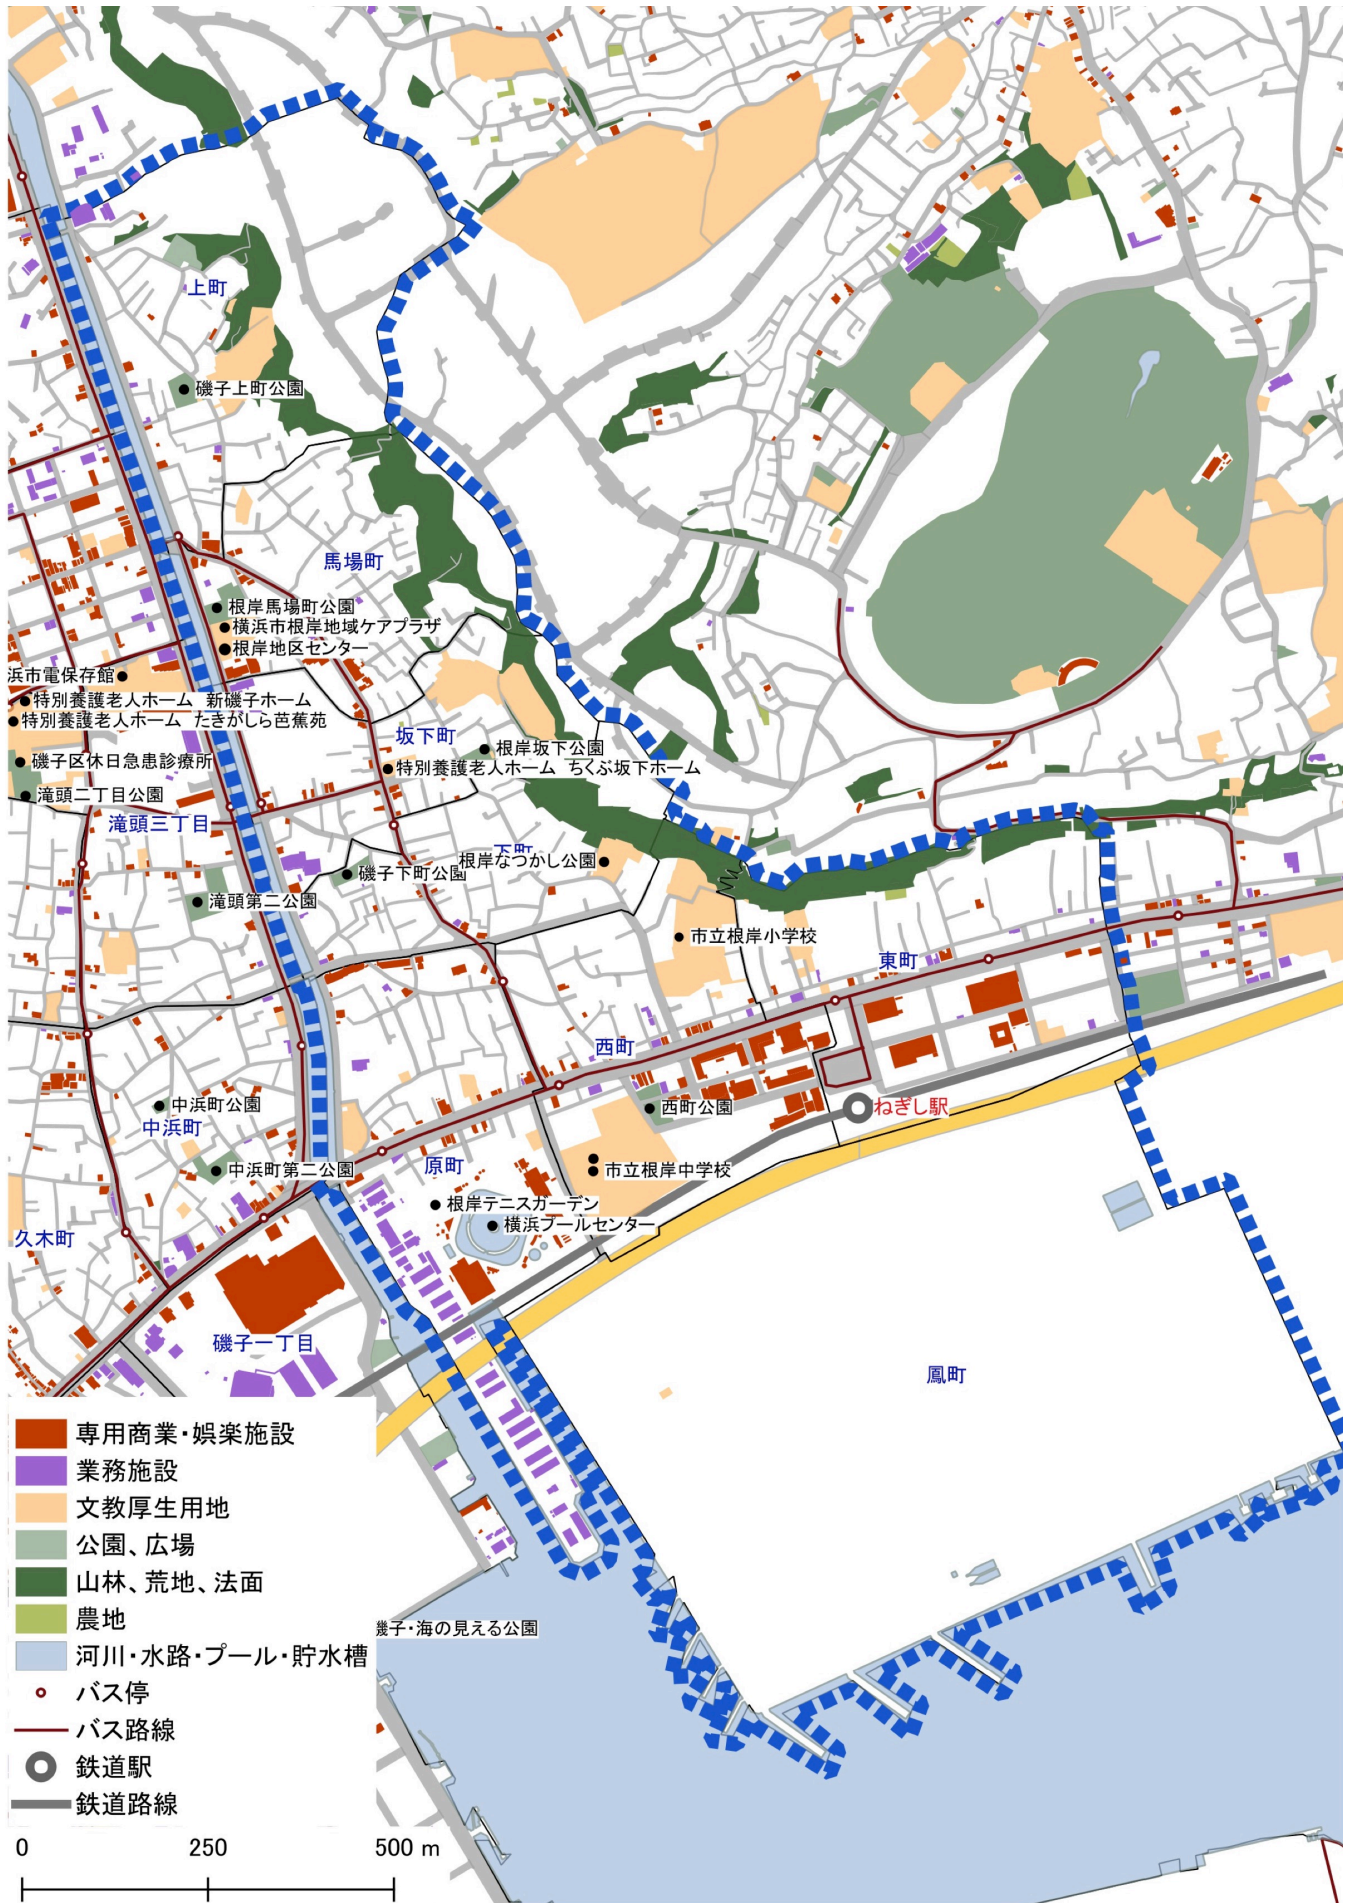 上町
磯子上町公園
馬場町
根岸馬場町公園
横浜市根岸地域ケアプラザ
根岸地区センター
浜市電保存館
特別養護老人ホーム　新磯子ホーム
特別養護老人ホーム　たきがしら芭蕉苑
坂下町
根岸坂下公園
磯子区休日急患診療所
特別養護老人ホーム　ちくぶ坂下ホーム
滝頭二丁目公園
滝頭三丁目
下町
根岸なつかし公園
磯子下町公園
滝頭第二公園
市立根岸小学校
東町
西町
中浜町公園
西町公園
ねぎし駅
中浜町
中浜町第二公園
原町
市立根岸中学校
根岸テニスガーデン
横浜プールセンター
久木町
磯子一丁目
鳳町
専用商業・娯楽施設
業務施設
文教厚生用地
公園、広場
山林、荒地、法面
農地
磯子・海の見える公園
河川・水路・プール・貯水槽
バス停
バス路線
鉄道駅
鉄道路線
0 250 500 m